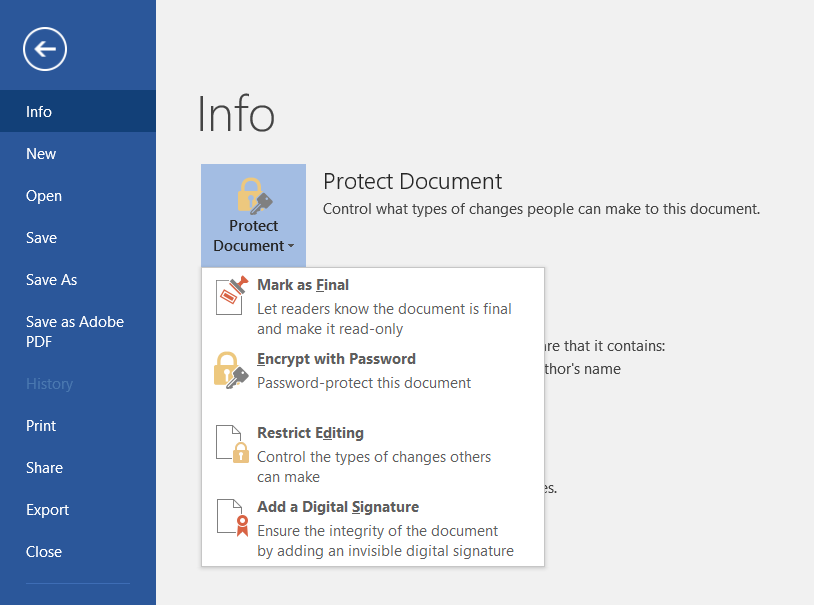 Info
New
Open
Save
Save As
Save as Adobe
PDF
History
Print
Share
Export
Close
Info
Protect
Document
Protect Document
Control what types of changes people can make to this document.
Mark as Final
Let readers know the document is final
and make it read-only
Encrypt with Password
Password-protect this document
Restrict Editing
Control the types of changes others
can make
Add a Digital Signature
Ensure the integrity of the document
by adding an invisible digital signature
that it contains:
name